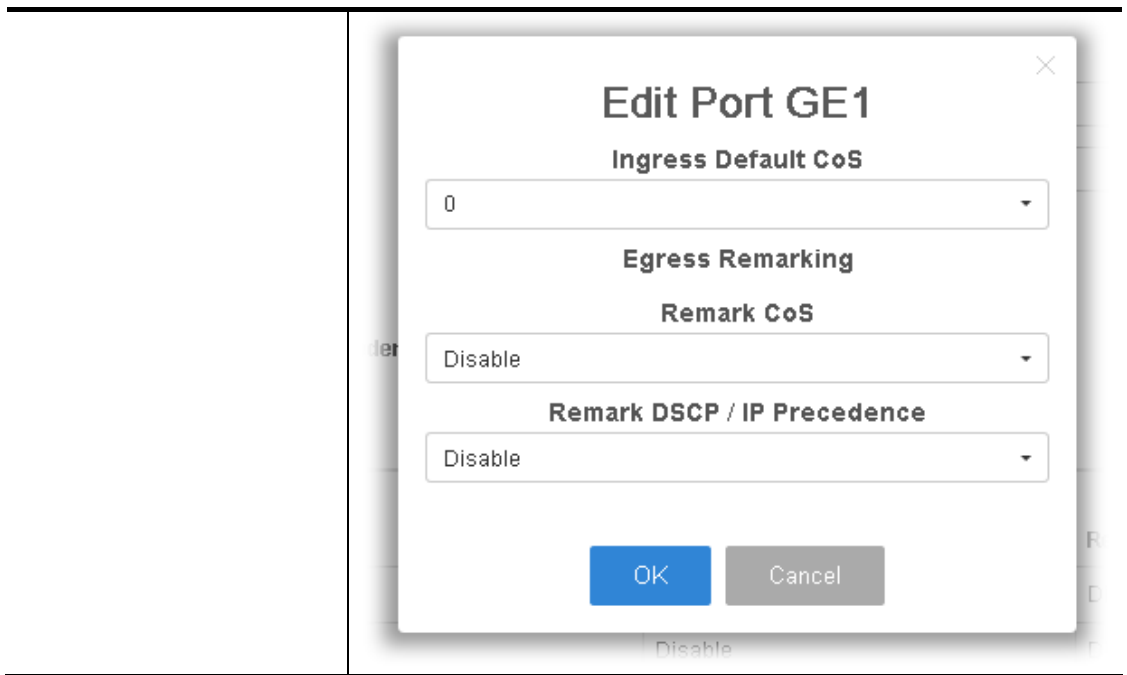 Edit Port GE1
Ingress Default CoS
0
Egress Remarking
Remark CoS
Disable
Remark DSCP / IP Precedence
Disable
OK Cancel
Disable